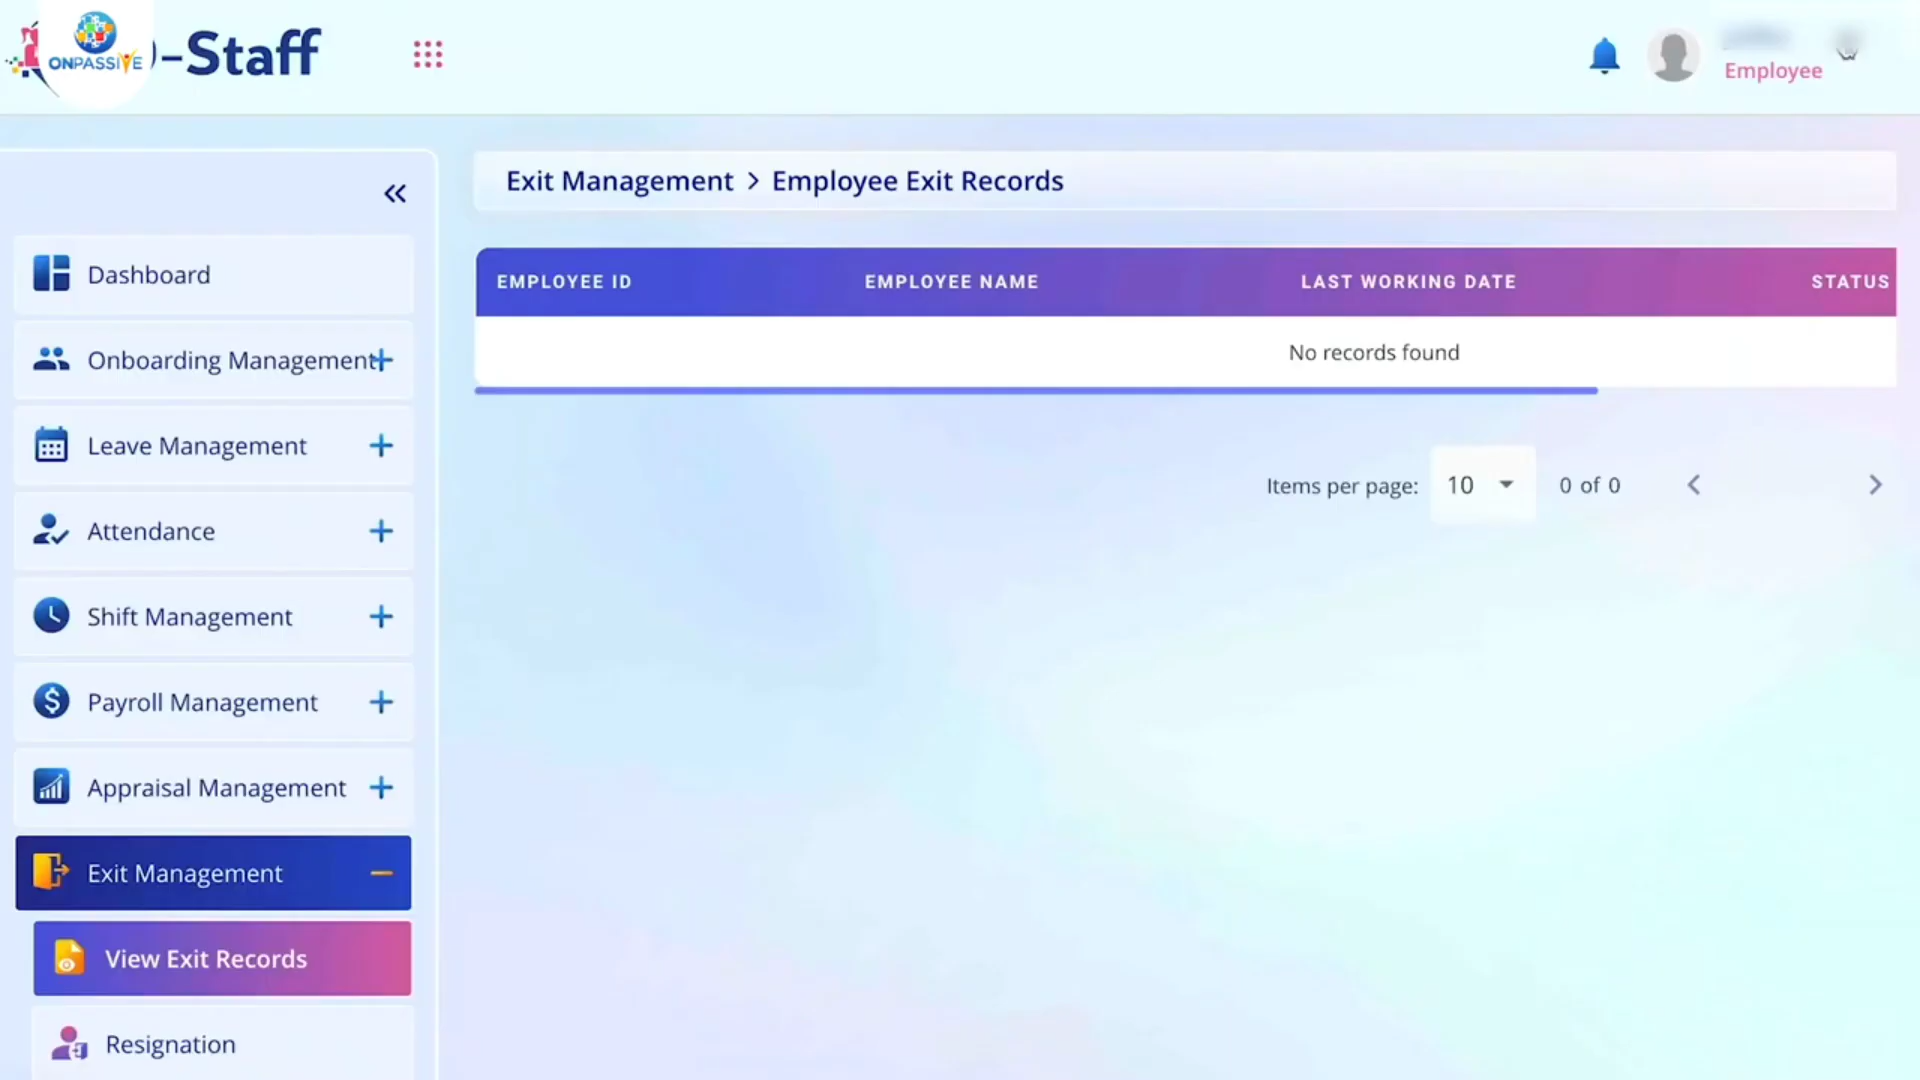 ONPASSIVE
-Staff
Employee
Exit Management > Employee Exit Records
Dashboard
Onboarding Management
Leave Management
Attendance
Shift Management
Payroll Management
Appraisal Management
Exit Management
View Exit Records
Resignation
EMPLOYEE ID EMPLOYEE NAME LAST WORKING DATE STATUS
No records found
Items per page: 10 0 of 0